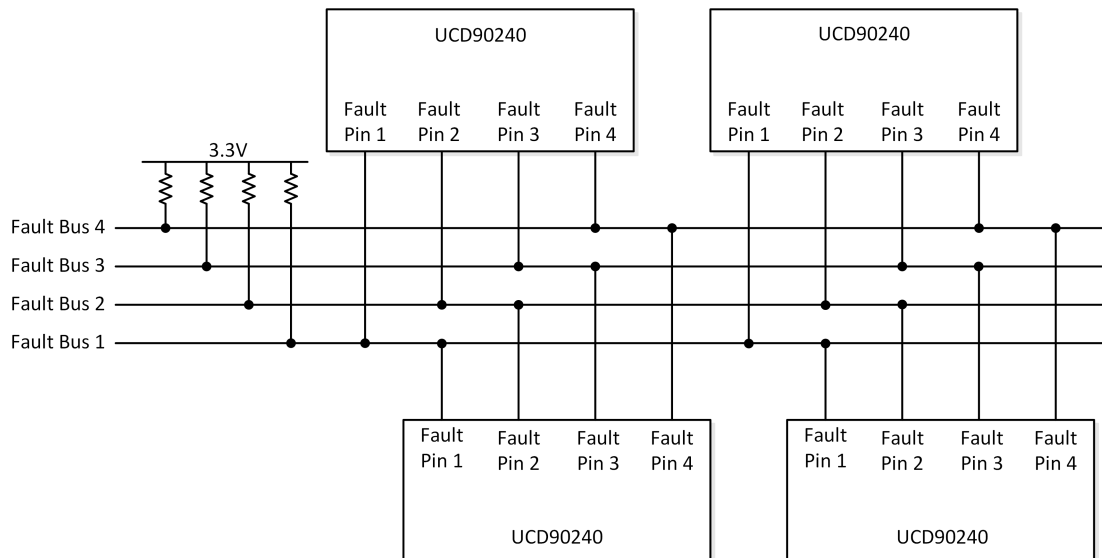 UCD90240
UCD90240
Fault Pin 1
Fault Pin 2
Fault Pin 3
Fault Pin 4
Fault Pin 1
Fault Pin 2
Fault Pin 3
Fault Pin 4
3.3V
Fault Bus 4
Fault Bus 3
Fault Bus 2
Fault Bus 1
Fault Pin 1
Fault Pin 2
Fault Pin 3
Fault Pin 4
Fault Pin 1
Fault Pin 2
Fault Pin 3
Fault Pin 4
UCD90240
UCD90240